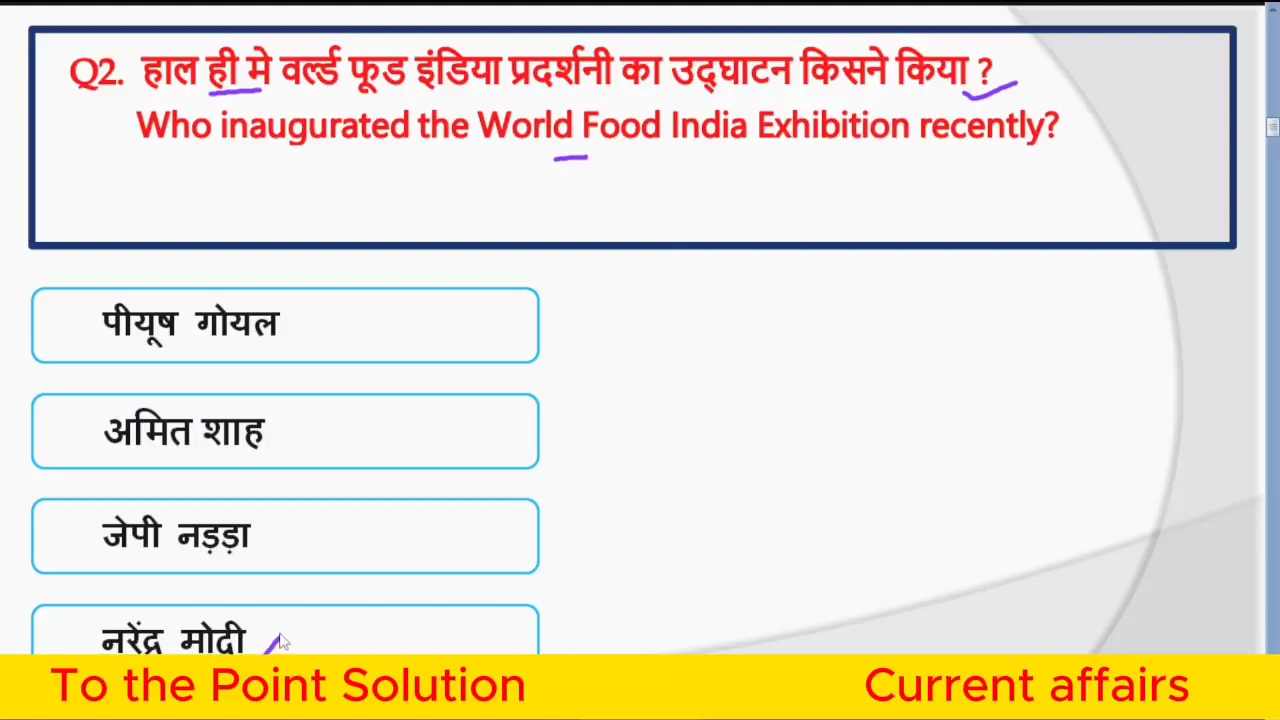 Q2. हाल ही मे वर्ल्ड फूड इंडिया प्रदर्शनी का उद्घाटन किसने किया ?
Who inaugurated the World Food India Exhibition recently?
पीयूष गोयल
अमित शाह
जेपी नड़ड़ा
नरेंद्र मोदी
To the Point Solution
Current affairs